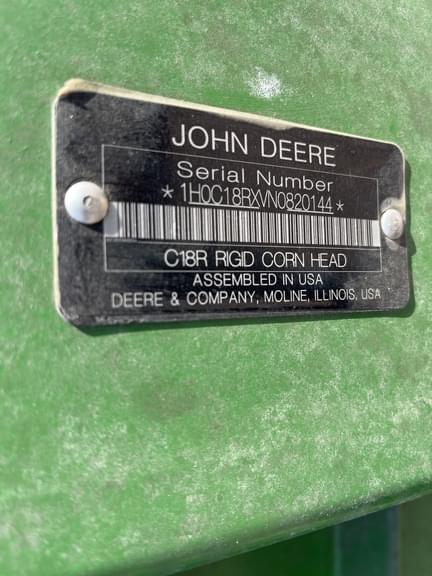 JOHN DEERE
Serial Number
*1H0C18RXVN0820144*
C18R RIGID CORN HEAD
ASSEMBLED IN USA
DEERE & COMPANY, MOLINE, ILLINOIS, USA